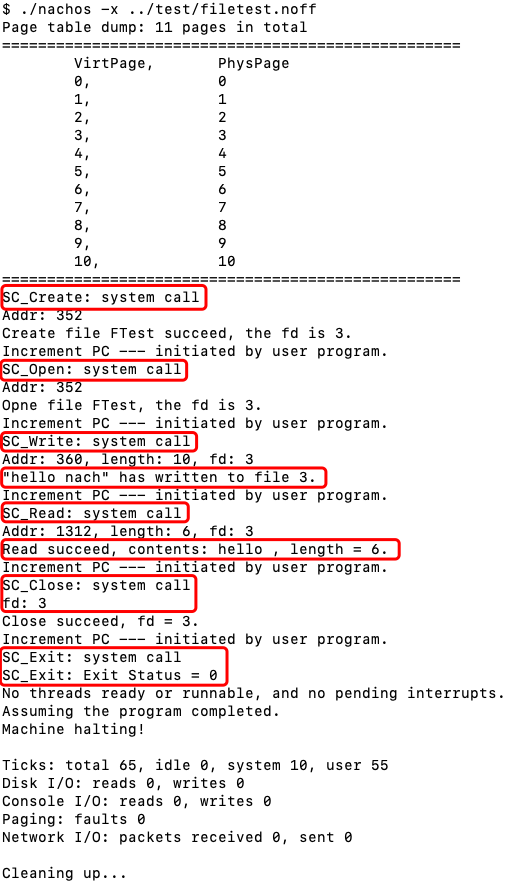 $ ./nachos -x ../test/filetest.noff
Page table dump: 11 pages in total
===================================================
VirtPage, PhysPage
0, 0
1, 1
2, 2
3, 3
4, 4
5, 5
6, 6
7, 7
8, 8
9, 9
10, 10
===================================================
SC_Create: system call
Addr: 352
Create file FTest succeed, the fd is 3.
Increment PC --- initiated by user program.
SC_Open: system call
Addr: 352
Opne file FTest, the fd is 3.
Increment PC --- initiated by user program.
SC_Write: system call
Addr: 360, length: 10, fd: 3
"hello nach" has written to file 3.
Increment PC --- initiated by user program.
SC_Read: system call
Addr: 1312, length: 6, fd: 3
Read succeed, contents: hello , length = 6.
Increment PC --- initiated by user program.
SC_Close: system call
fd: 3
Close succeed, fd = 3.
Increment PC --- initiated by user program.
SC_Exit: system call
SC_Exit: Exit Status = 0
No threads ready or runnable, and no pending interrupts.
Assuming the program completed.
Machine halting!
Ticks: total 65, idle 0, system 10, user 55
Disk I/O: reads 0, writes 0
Console I/O: reads 0, writes 0
Paging: faults 0
Network I/O: packets received 0, sent 0
Cleaning up...